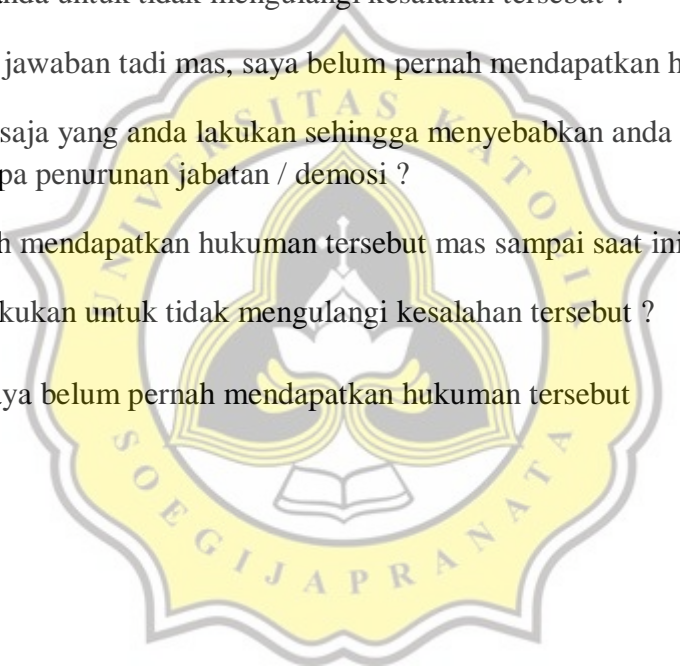 anda untuk tidak mengulangi kesalahan tersebut ?
jawaban tadi mas, saya belum pernah mendapatkan h
saja yang anda lakukan sehingga menyebabkan anda
pa penurunan jabatan / demosi ?
h mendapatkan hukuman tersebut mas sampai saat ini
kukan untuk tidak mengulangi kesalahan tersebut ?
ya belum pernah mendapatkan hukuman tersebut
UNIVERSITAS KATOLIK
SOEGIJAPRANATA